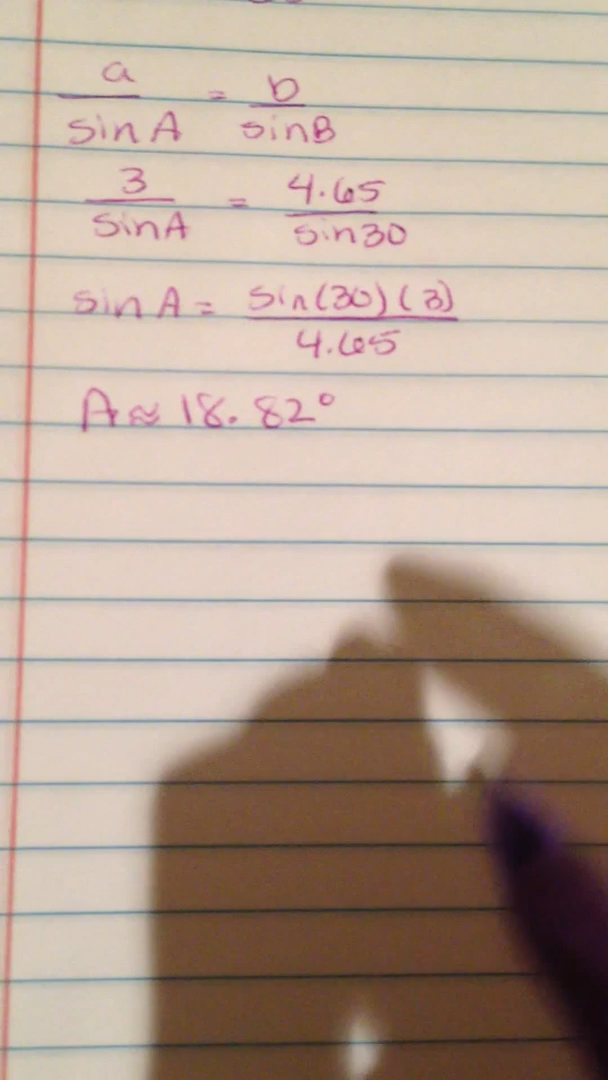 a/sin A = b/sin B
3/sin A = 4.65/sin 30
sin A = sin(30)(3)/4.65
A ≈ 18.82°